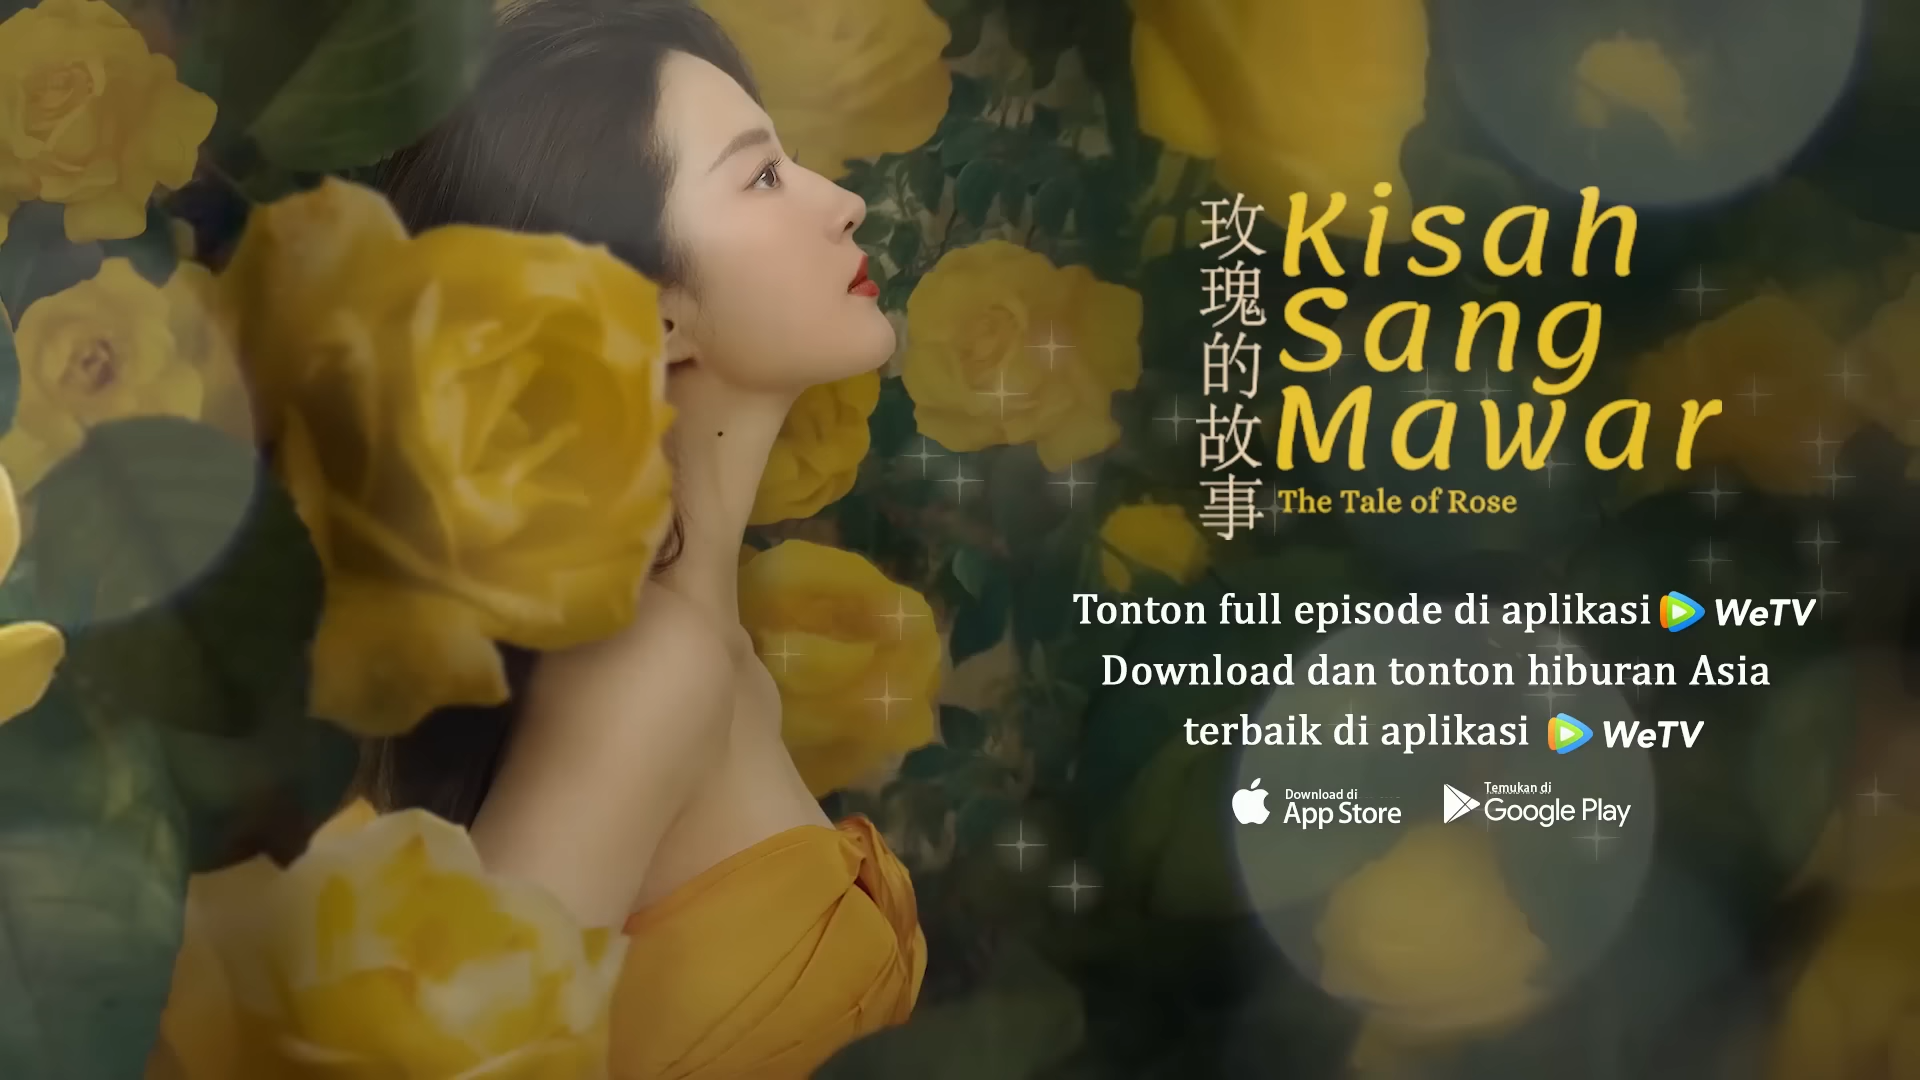 玫瑰的故事
Kisah
Sang
Mawar
The Tale of Rose
Tonton full episode di aplikasi WeTV
Download dan tonton hiburan Asia
terbaik di aplikasi WeTV
Download di
App Store
Temukan di
Google Play